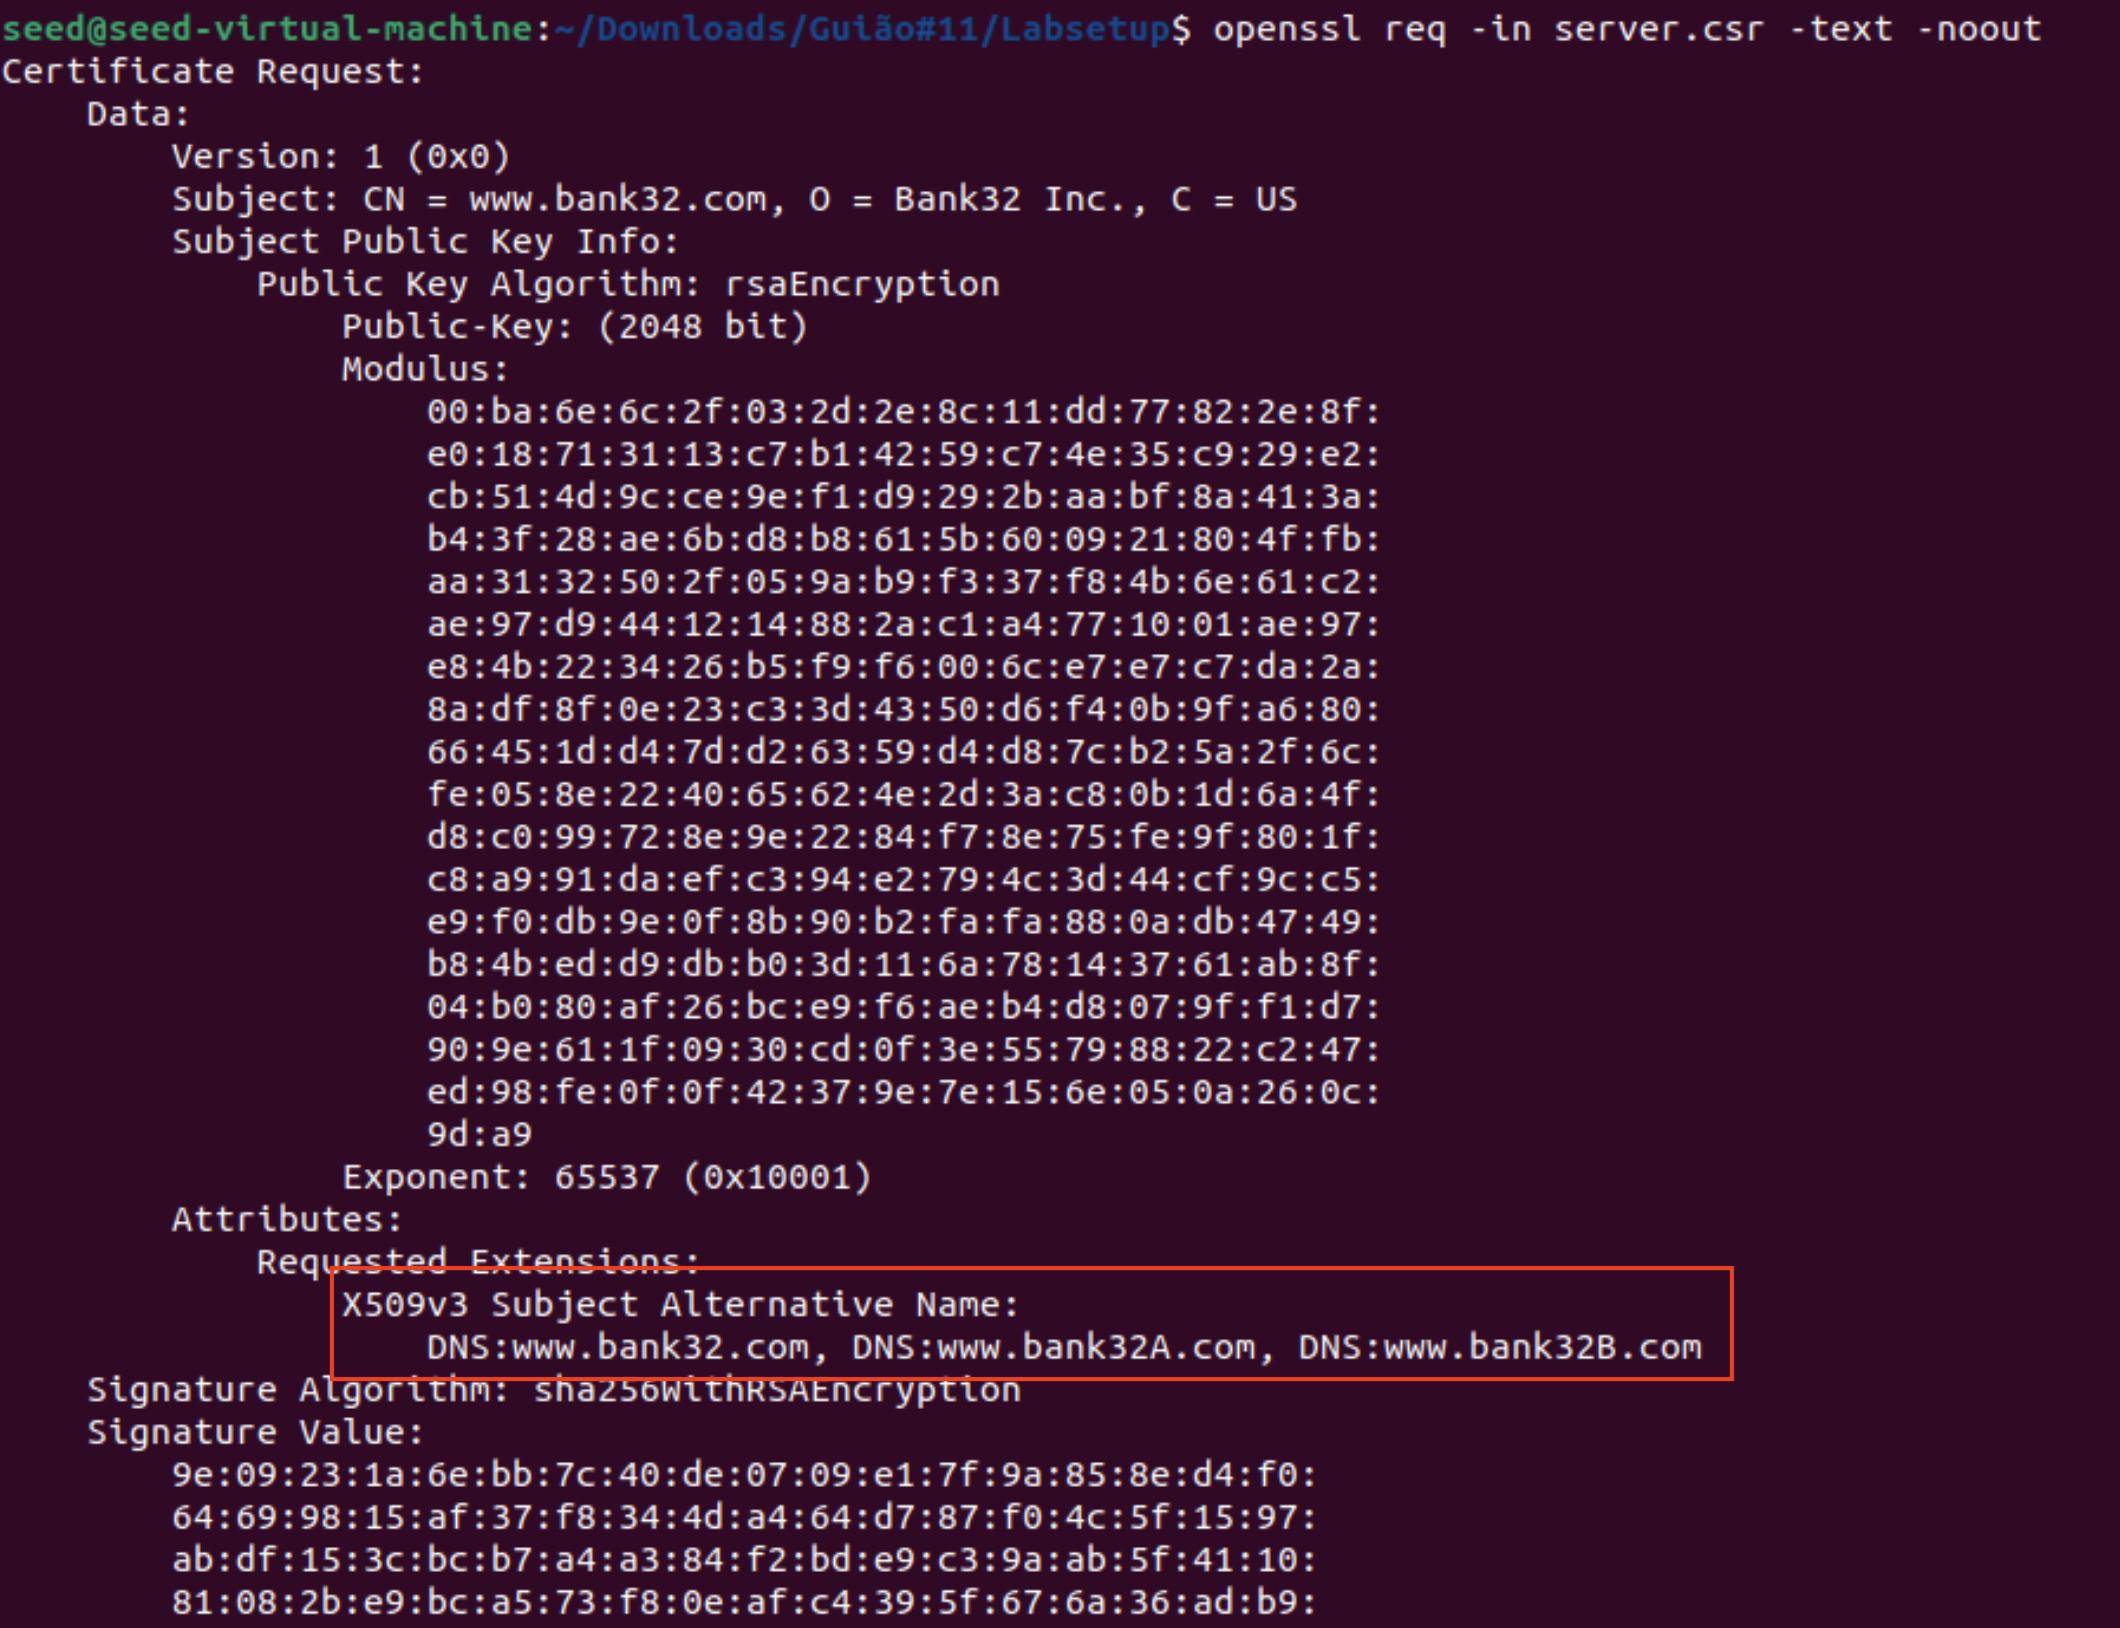 seed@seed-virtual-machine:~/Downloads/Guião#11/Labsetup$ openssl req -in server.csr -text -noout
Certificate Request:
Data:
Version: 1 (0x0)
Subject: CN = www.bank32.com, O = Bank32 Inc., C = US
Subject Public Key Info:
Public Key Algorithm: rsaEncryption
Public-Key: (2048 bit)
Modulus:
00:ba:6e:6c:2f:03:2d:2e:8c:11:dd:77:82:2e:8f:
e0:18:71:31:13:c7:b1:42:59:c7:4e:35:c9:29:e2:
cb:51:4d:9c:ce:9e:f1:d9:29:2b:aa:bf:8a:41:3a:
b4:3f:28:ae:6b:d8:b8:61:5b:60:09:21:80:4f:fb:
aa:31:32:50:2f:05:9a:b9:f3:37:f8:4b:6e:61:c2:
ae:97:d9:44:12:14:88:2a:c1:a4:77:10:01:ae:97:
e8:4b:22:34:26:b5:f9:f6:00:6c:e7:e7:c7:da:2a:
8a:df:8f:0e:23:c3:3d:43:50:d6:f4:0b:9f:a6:80:
66:45:1d:d4:7d:d2:63:59:d4:d8:7c:b2:5a:2f:6c:
fe:05:8e:22:40:65:62:4e:2d:3a:c8:0b:1d:6a:4f:
d8:c0:99:72:8e:9e:22:84:f7:8e:75:fe:9f:80:1f:
c8:a9:91:da:ef:c3:94:e2:79:4c:3d:44:cf:9c:c5:
e9:f0:db:9e:0f:8b:90:b2:fa:fa:88:0a:db:47:49:
b8:4b:ed:d9:db:b0:3d:11:6a:78:14:37:61:ab:8f:
04:b0:80:af:26:bc:e9:f6:ae:b4:d8:07:9f:f1:d7:
90:9e:61:1f:09:30:cd:0f:3e:55:79:88:22:c2:47:
ed:98:fe:0f:0f:42:37:9e:7e:15:6e:05:0a:26:0c:
9d:a9
Exponent: 65537 (0x10001)
Attributes:
Requested Extensions:
X509v3 Subject Alternative Name:
DNS:www.bank32.com, DNS:www.bank32A.com, DNS:www.bank32B.com
Signature Algorithm: sha256WithRSAEncryption
Signature Value:
9e:09:23:1a:6e:bb:7c:40:de:07:09:e1:7f:9a:85:8e:d4:f0:
64:69:98:15:af:37:f8:34:4d:a4:64:d7:87:f0:4c:5f:15:97:
ab:df:15:3c:bc:b7:a4:a3:84:f2:bd:e9:c3:9a:ab:5f:41:10:
81:08:2b:e9:bc:a5:73:f8:0e:af:c4:39:5f:67:6a:36:ad:b9: